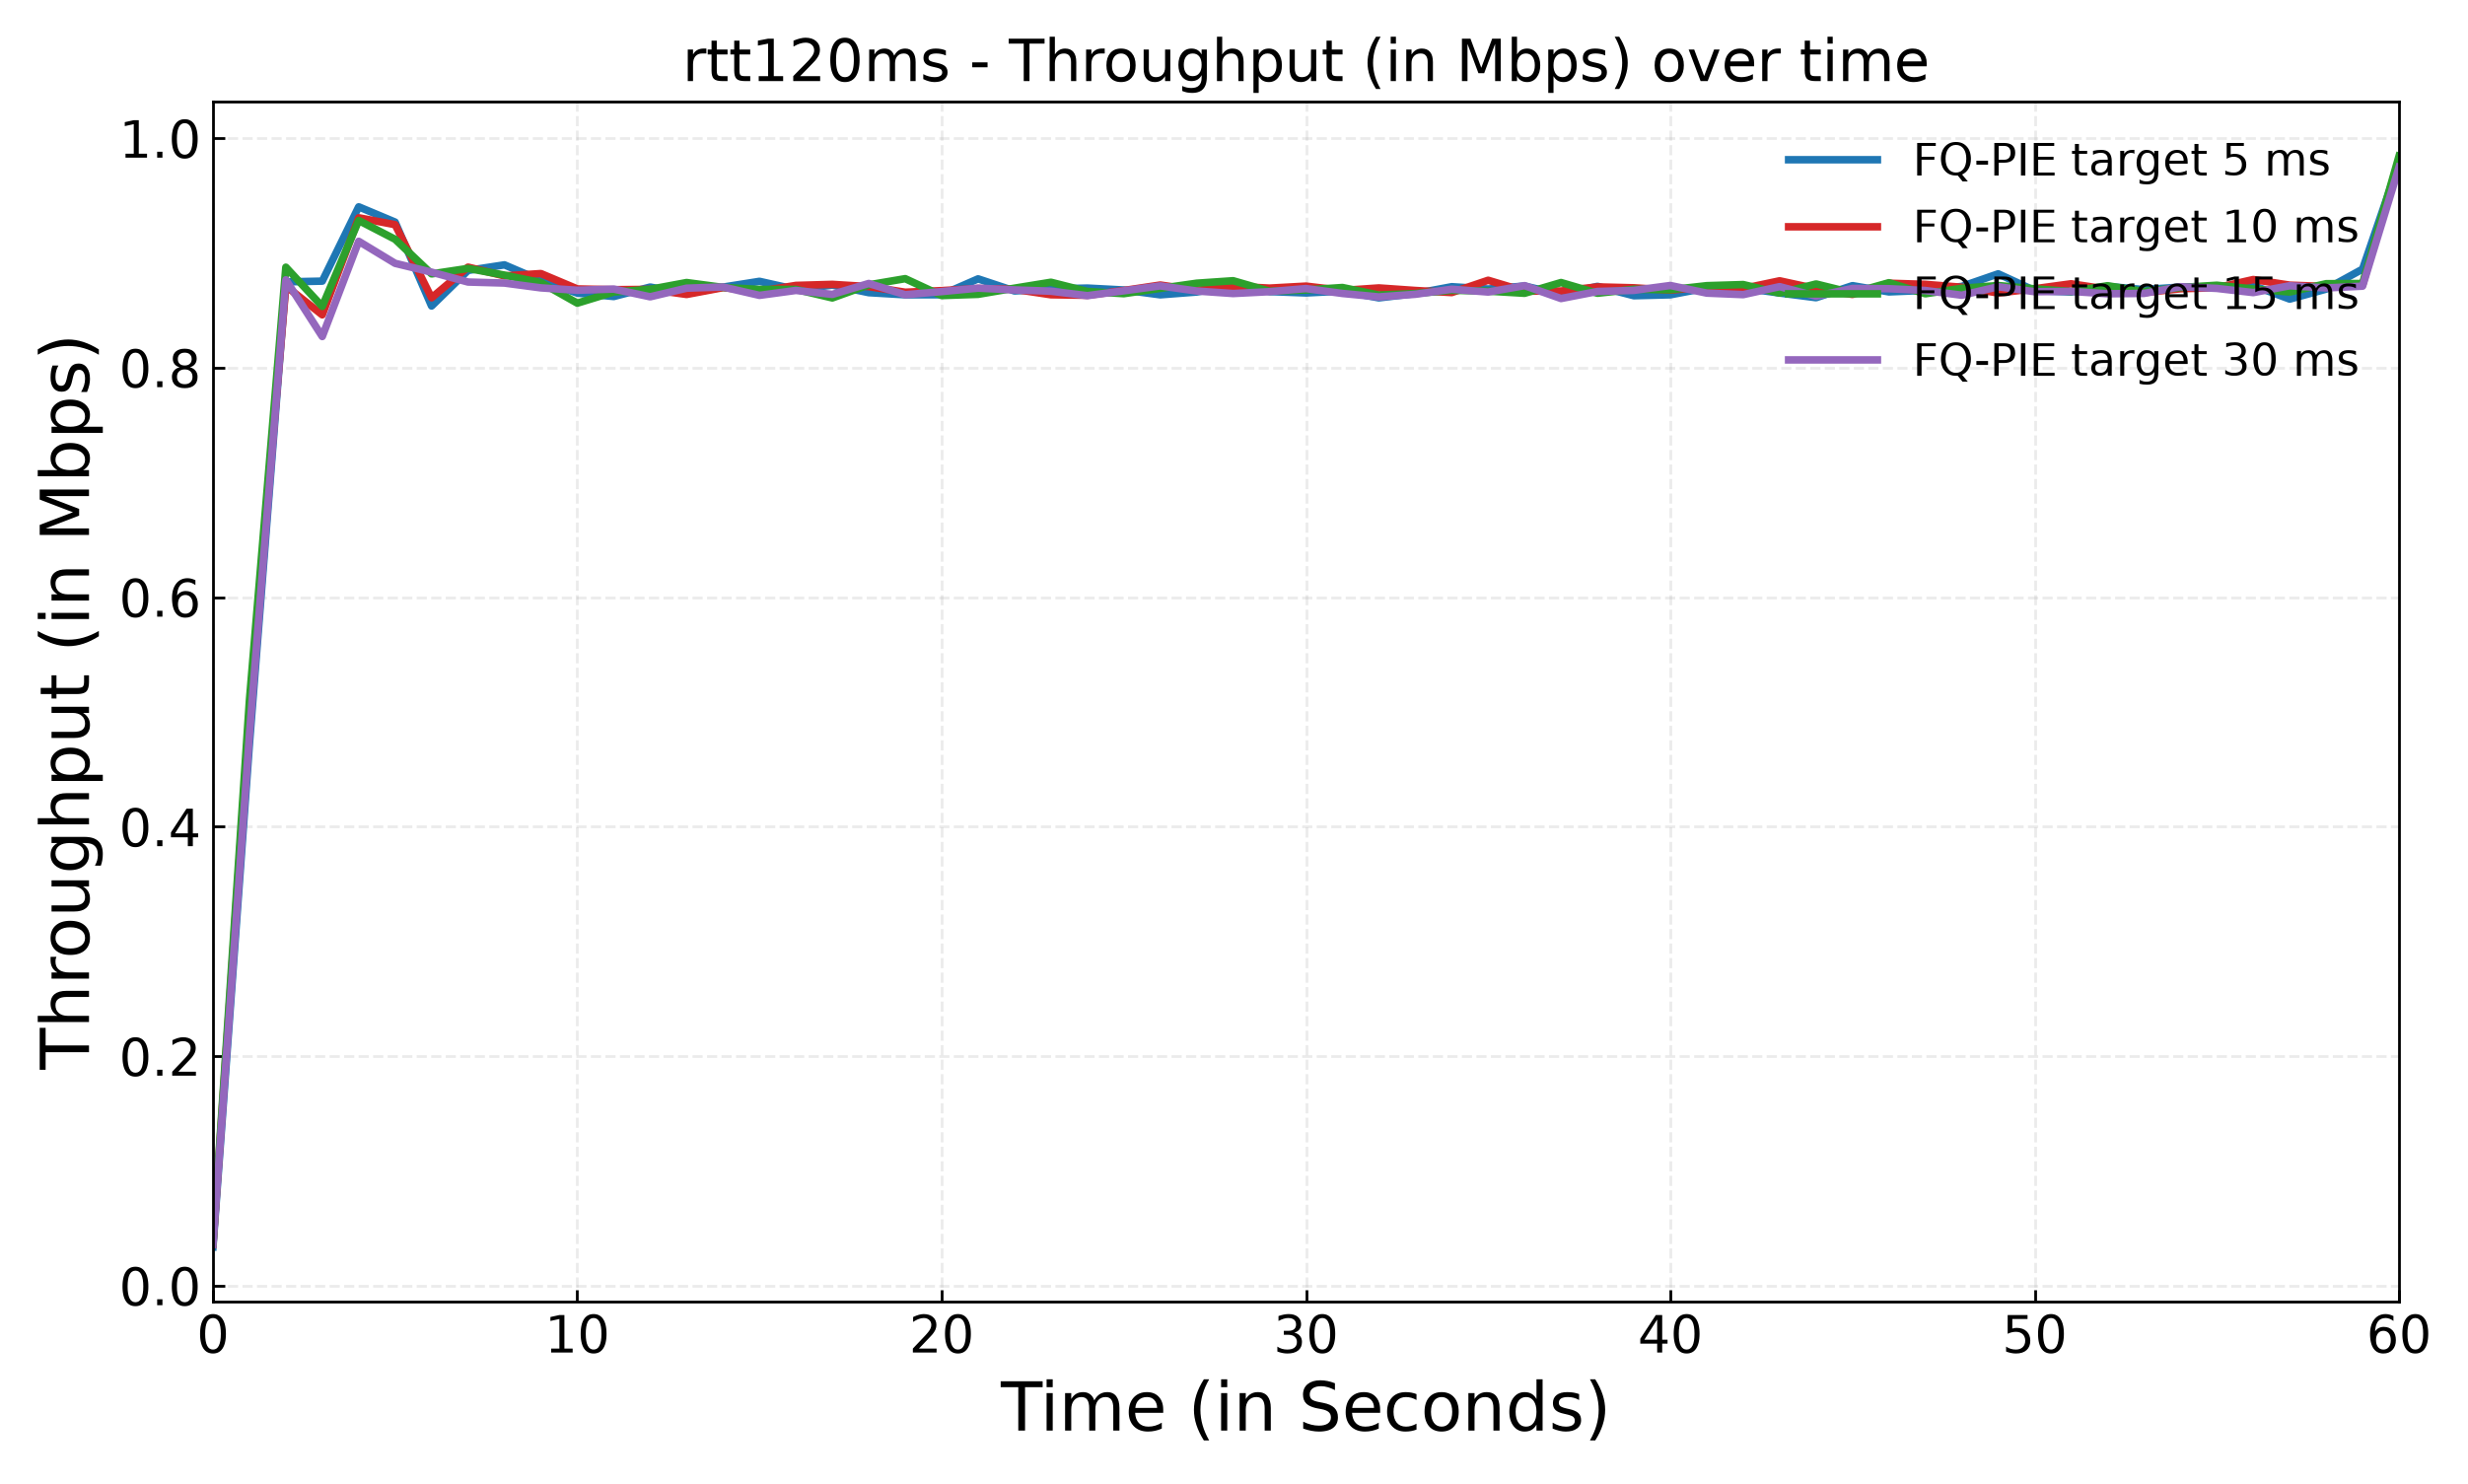 rtt120ms - Throughput (in Mbps) over time
1.0
0.8
0.6
0.4
0.2
0.0
Throughput (in Mbps)
FQ-PIE target 5 ms
FQ-PIE target 10 ms
FQ-PIE target 15 ms
FQ-PIE target 30 ms
0 10 20 30 40 50 60
Time (in Seconds)